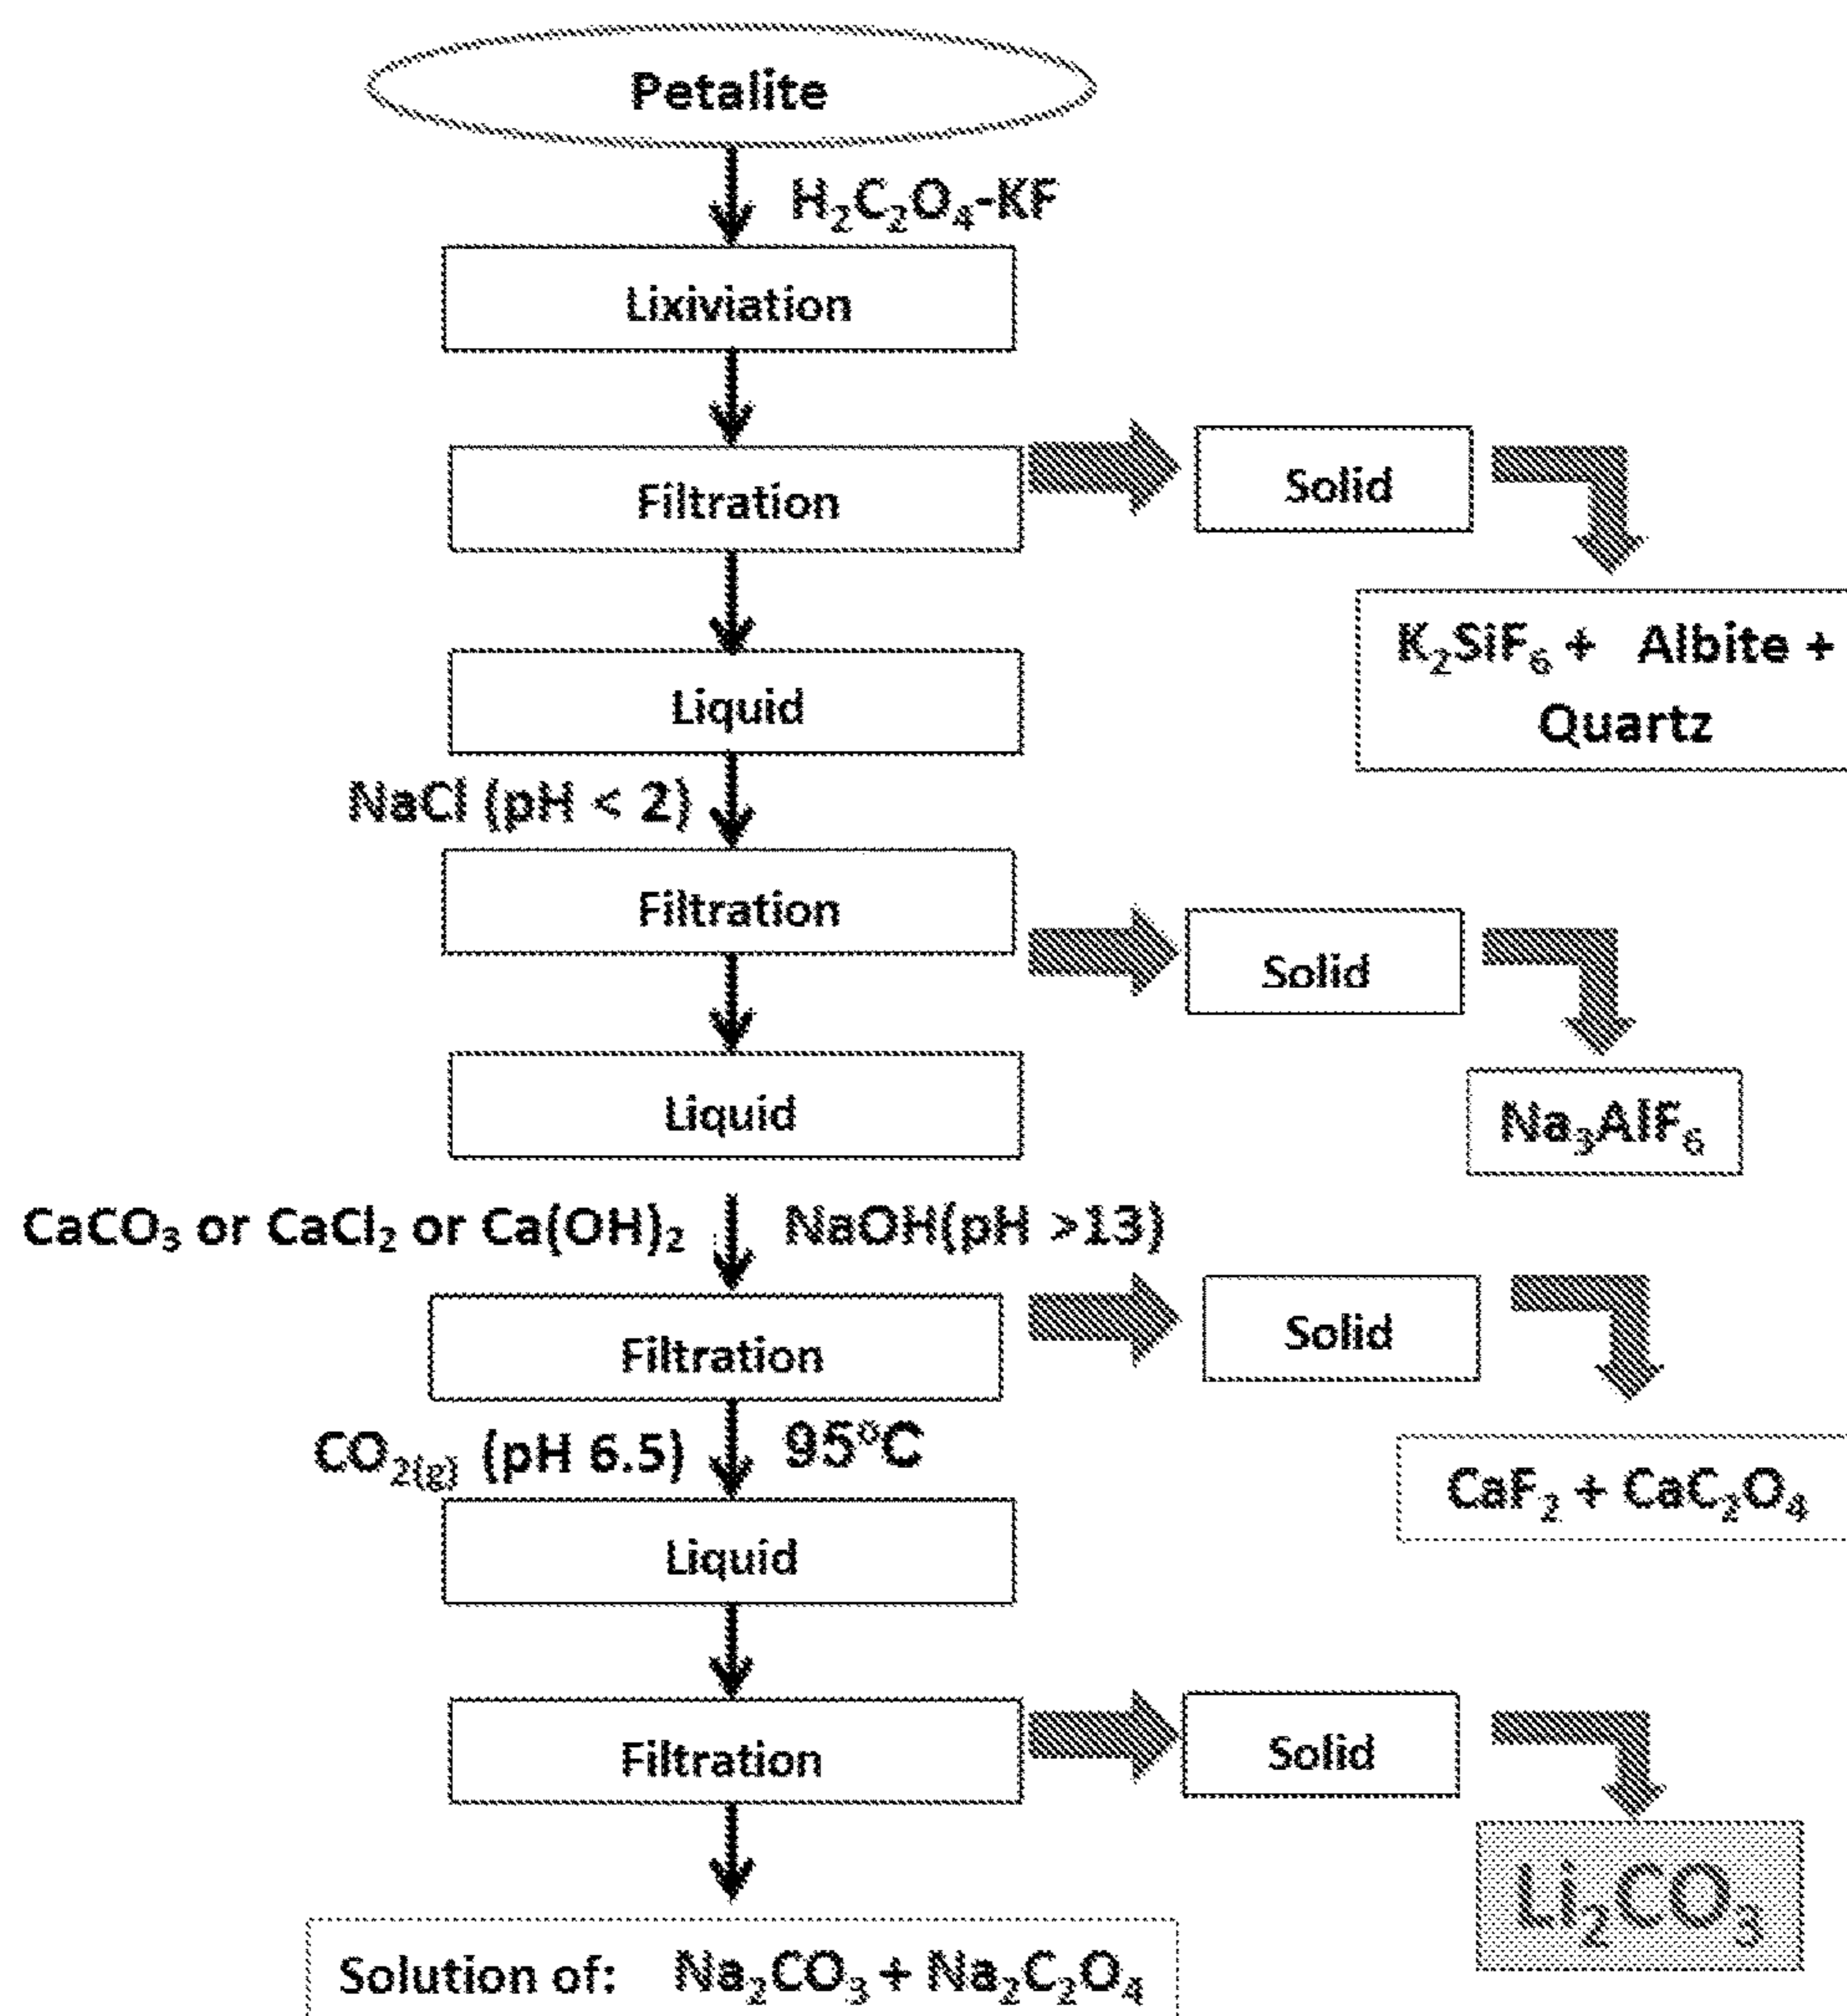 Petalite
H₂C₂O₄-KF
Lixiviation
Filtration
Solid
K₂SiF₆ + Albite +
Quartz
Liquid
NaCl (pH < 2)
Filtration
Solid
Na₃AlF₆
Liquid
CaCO₃ or CaCl₂ or Ca(OH)₂
NaOH(pH >13)
Filtration
Solid
CaF₂ + CaC₂O₄
CO₂(g) (pH 6.5)
95°C
Liquid
Filtration
Solid
Li₂CO₃
Solution of: Na₂CO₃ + Na₂C₂O₄